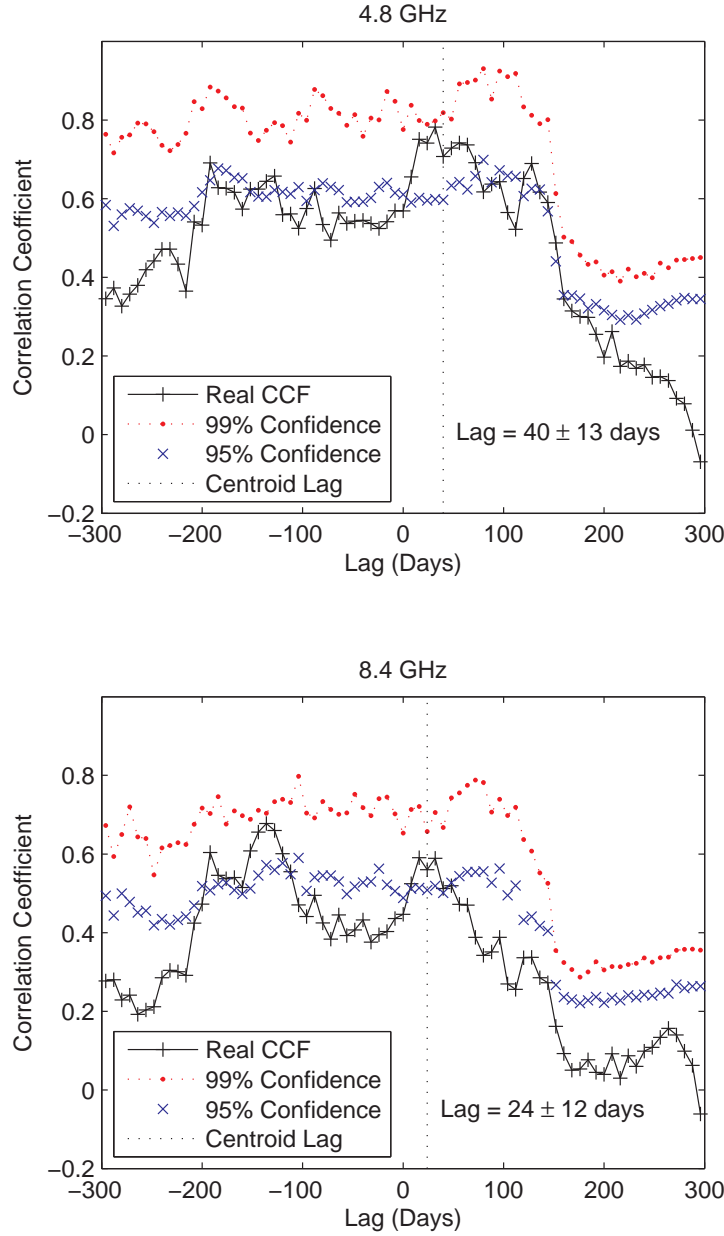 4.8 GHz
0.8
0.6
0.4
0.2
0
−0.2
Correlation Ceofficient
Real CCF
99% Confidence
95% Confidence
Centroid Lag
Lag = 40 ± 13 days
−300
−200
−100
0
100
200
300
Lag (Days)
8.4 GHz
0.8
0.6
0.4
0.2
0
−0.2
Correlation Ceofficient
Real CCF
99% Confidence
95% Confidence
Centroid Lag
Lag = 24 ± 12 days
−300
−200
−100
0
100
200
300
Lag (Days)